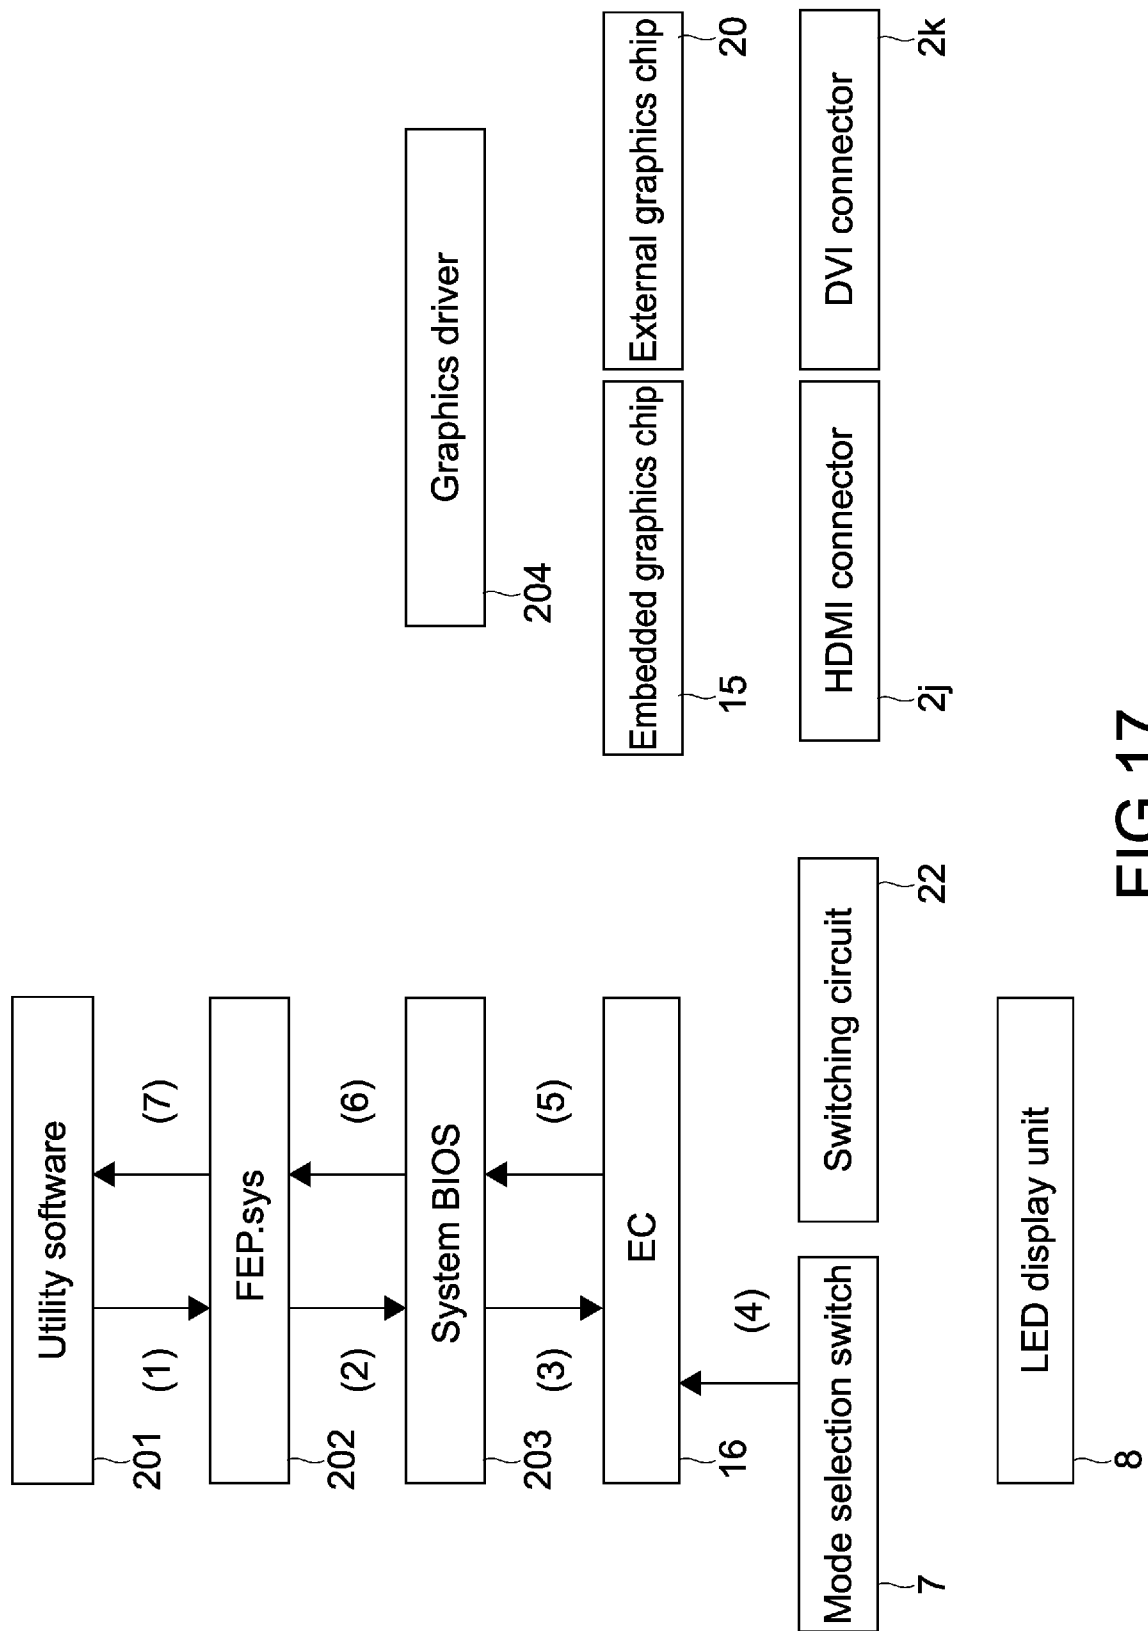 Utility software
201
(1)
(7)
FEP.sys
202
(2)
(6)
System BIOS
203
Graphics driver
204
(3)
(5)
EC
16
Embedded graphics chip
15
External graphics chip
20
(4)
Mode selection switch
7
Switching circuit
22
HDMI connector
2j
DVI connector
2k
LED display unit
8
FIG.17